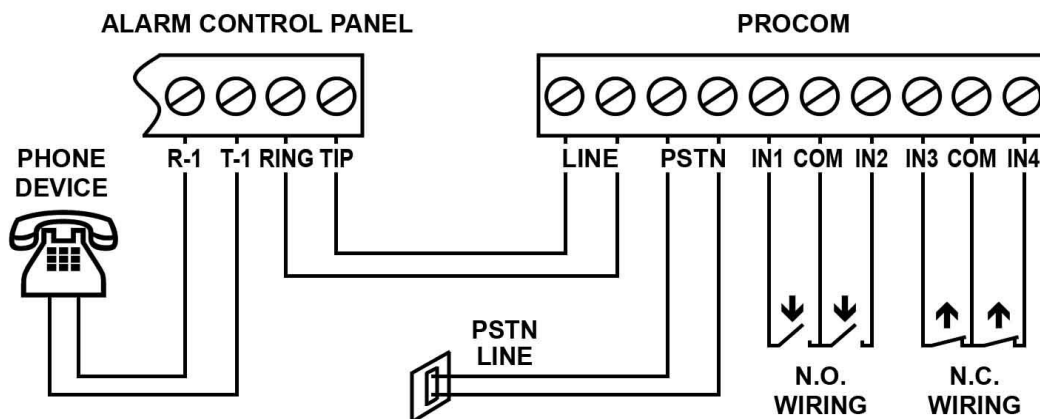 ALARM CONTROL PANEL
PROCOM
R-1 T-1 RING TIP
LINE PSTN IN1 COM IN2 IN3 COM IN4
PHONE
DEVICE
PSTN
LINE
N.O.
WIRING
N.C.
WIRING